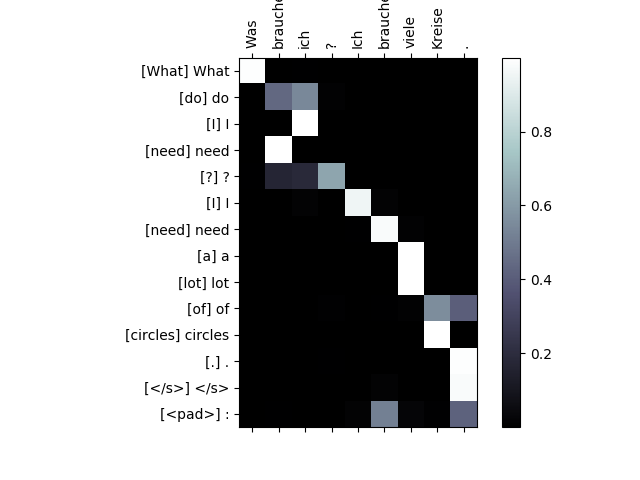 Was
brauche
ich
?
Ich
brauche
viele
Kreise
.
[What] What
[do] do
[I] I
[need] need
[?] ?
[I] I
[need] need
[a] a
[lot] lot
[of] of
[circles] circles
[.] .
[</s>] </s>
[<pad>] :
0.8
0.6
0.4
0.2